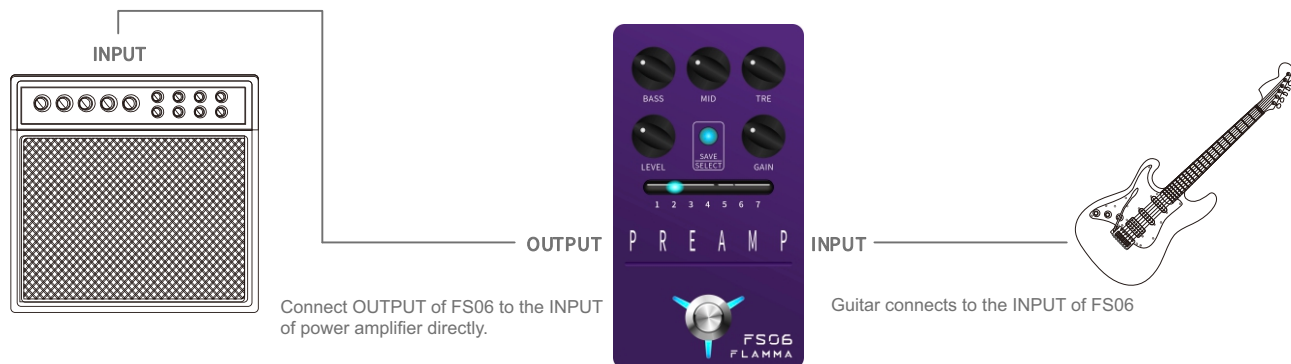 INPUT
BASS MID TRE
LEVEL SAVE GAIN
SELECT
1 2 3 4 5 6 7
OUTPUT PREAMP INPUT
Connect OUTPUT of FS06 to the INPUT
of power amplifier directly.
Guitar connects to the INPUT of FS06
FS06
FLAMMA